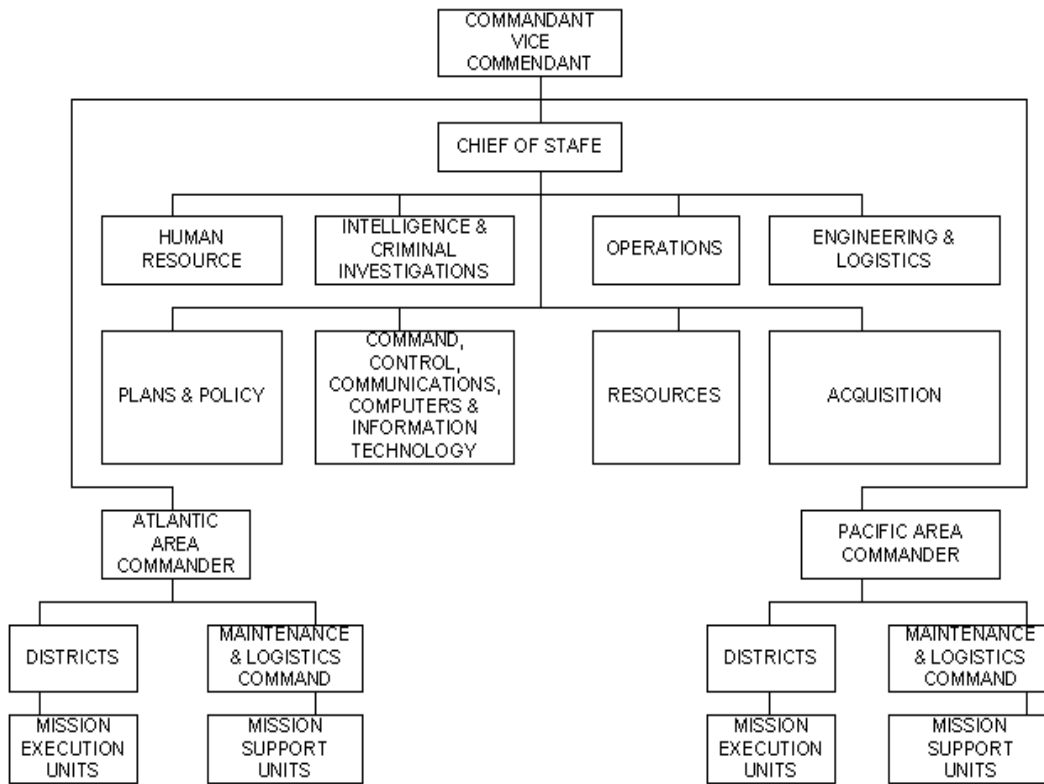 COMMANDANT
VICE
COMMENDANT
CHIEF OF STAFE
HUMAN
RESOURCE
INTELLIGENCE &
CRIMINAL
INVESTIGATIONS
OPERATIONS
ENGINEERING &
LOGISTICS
PLANS & POLICY
COMMAND,
CONTROL,
COMMUNICATIONS,
COMPUTERS &
INFORMATION
TECHNOLOGY
RESOURCES
ACQUISITION
ATLANTIC
AREA
COMMANDER
PACIFIC AREA
COMMANDER
DISTRICTS
MAINTENANCE
& LOGISTICS
COMMAND
DISTRICTS
MAINTENANCE
& LOGISTICS
COMMAND
MISSION
EXECUTION
UNITS
MISSION
SUPPORT
UNITS
MISSION
EXECUTION
UNITS
MISSION
SUPPORT
UNITS